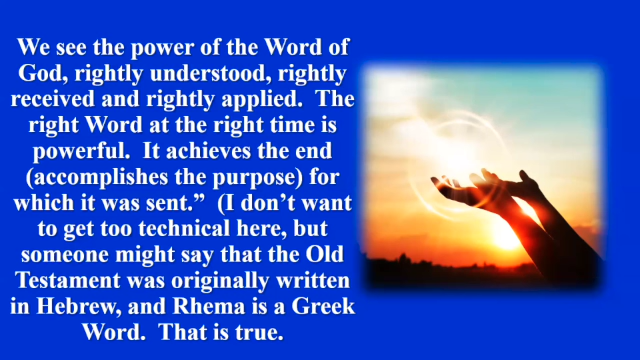 We see the power of the Word of
God, rightly understood, rightly
received and rightly applied.  The
right Word at the right time is
powerful.  It achieves the end
(accomplishes the purpose) for
which it was sent.”  (I don’t want
to get too technical here, but
someone might say that the Old
Testament was originally written
in Hebrew, and Rhema is a Greek
Word.  That is true.